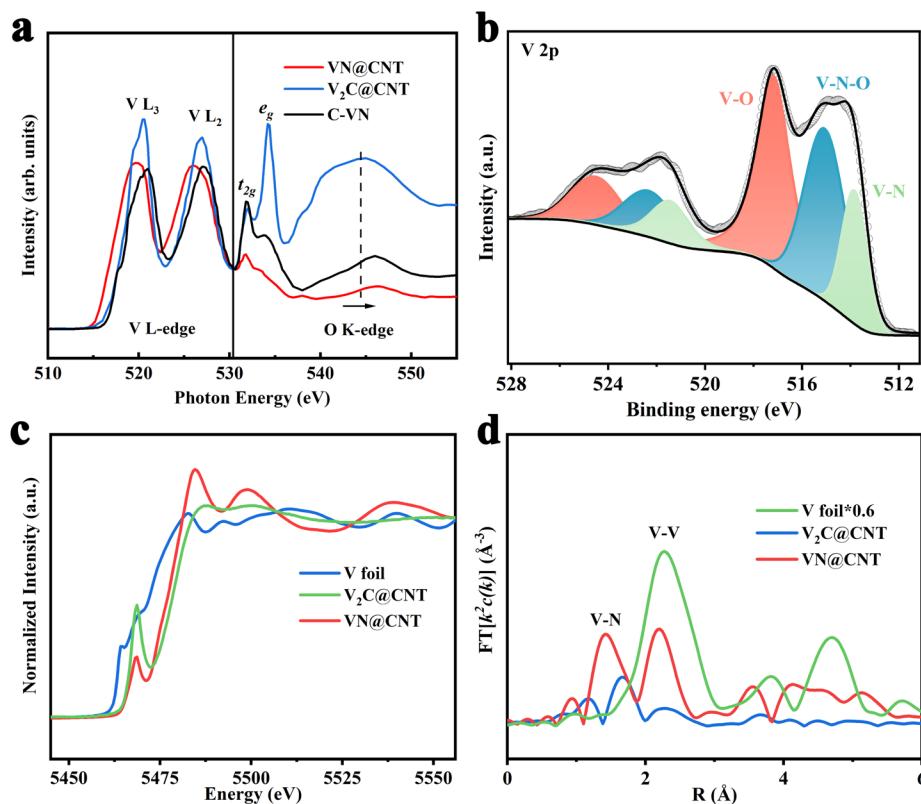 a
VN@CNT
V₂C@CNT
C-VN
V L₃
V L₂
t₂g
e_g
V L-edge
O K-edge
Intensity (arb. units)
510 520 530 540 550
Photon Energy (eV)
b
V 2p
V-O
V-N-O
V-N
Intensity (a.u.)
528 524 520 516 512
Binding energy (eV)
c
V foil
V₂C@CNT
VN@CNT
Normalized Intensity (a.u.)
5450 5475 5500 5525 5550
Energy (eV)
d
V foil*0.6
V₂C@CNT
VN@CNT
V-V
V-N
FT[k²c(k)] (Å⁻³)
0 2 4 6
R (Å)